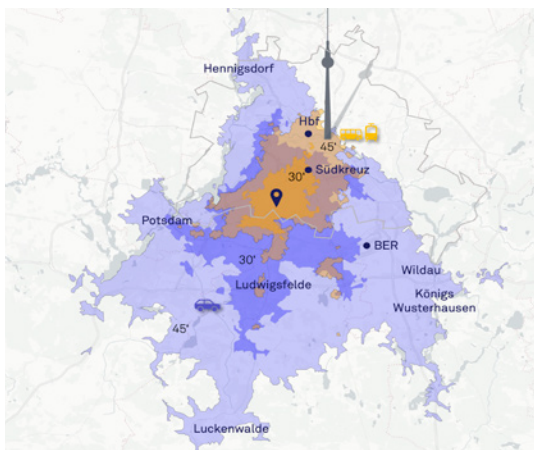 Hennigsdorf
Hbf
45'
Südkreuz
30'
Potsdam
BER
30'
Wildau
Ludwigsfelde
Königs
Wusterhausen
45'
Luckenwalde